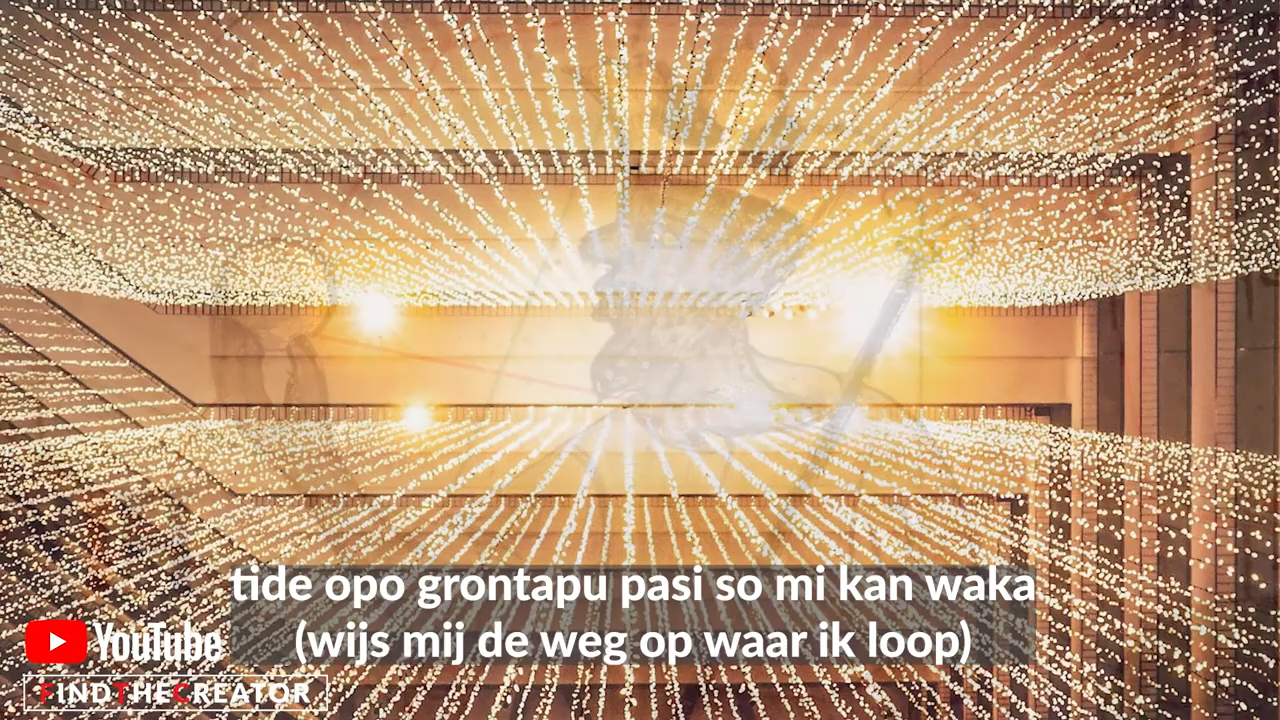 tide opo grontapu pasi so mi kan waka
(wijs mij de weg op waar ik loop)
YouTube
FINDTHECREATOR